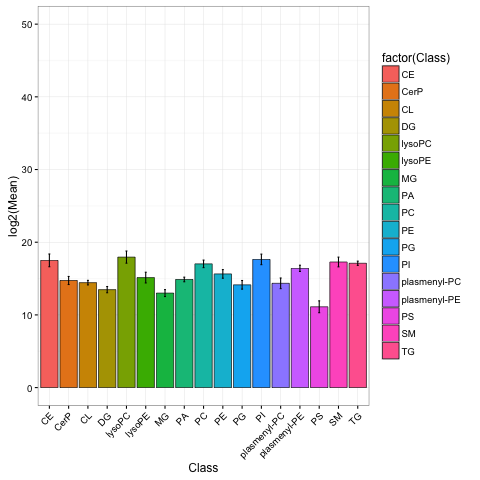 50
40
30
20
10
0
log2(Mean)
CE
CerP
CL
DG
lysoPC
lysoPE
MG
PA
PC
PE
PG
PI
plasmenyl-PC
plasmenyl-PE
PS
SM
TG
Class
factor(Class)
CE
CerP
CL
DG
lysoPC
lysoPE
MG
PA
PC
PE
PG
PI
plasmenyl-PC
plasmenyl-PE
PS
SM
TG